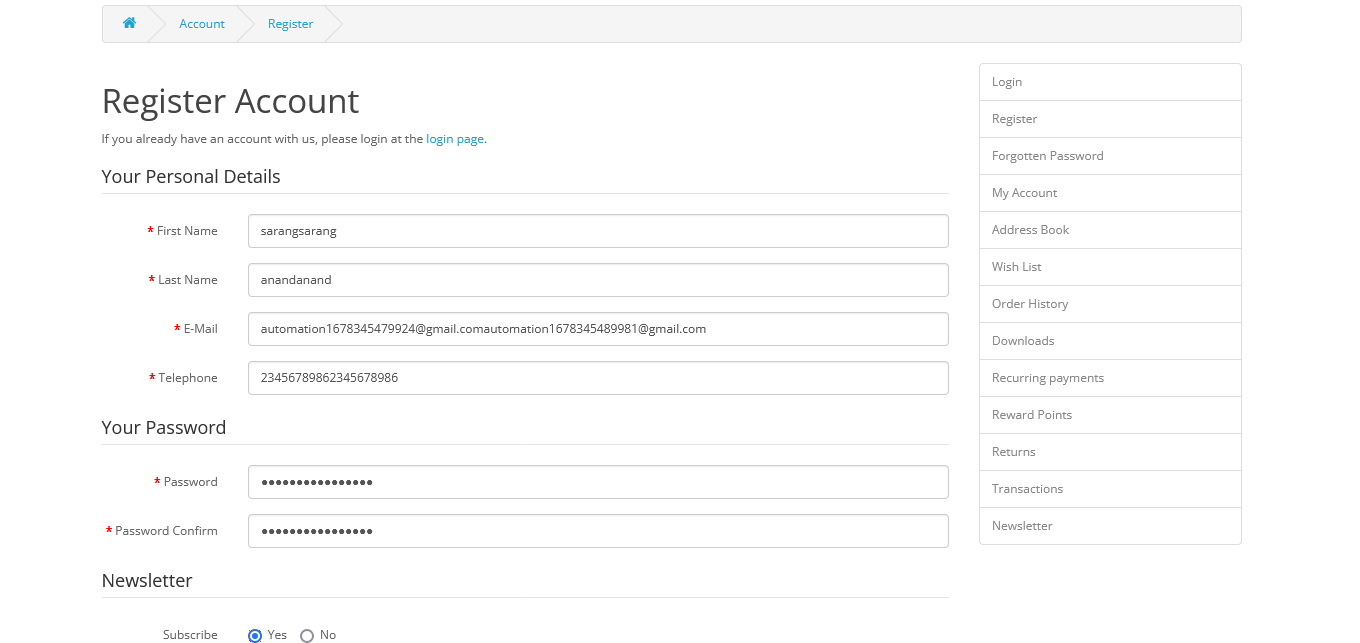 Account
Register
Register Account
If you already have an account with us, please login at the login page.
Your Personal Details
* First Name
sarangsarang
* Last Name
anandanand
* E-Mail
automation1678345479924@gmail.comautomation1678345489981@gmail.com
* Telephone
23456789862345678986
Your Password
* Password
••••••••••••••••
* Password Confirm
••••••••••••••••
Newsletter
Subscribe
Yes
No
Login
Register
Forgotten Password
My Account
Address Book
Wish List
Order History
Downloads
Recurring payments
Reward Points
Returns
Transactions
Newsletter